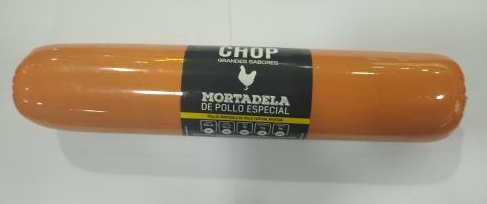 CHOP
GRANDES SABORES
MORTADELA
DE POLLO ESPECIAL